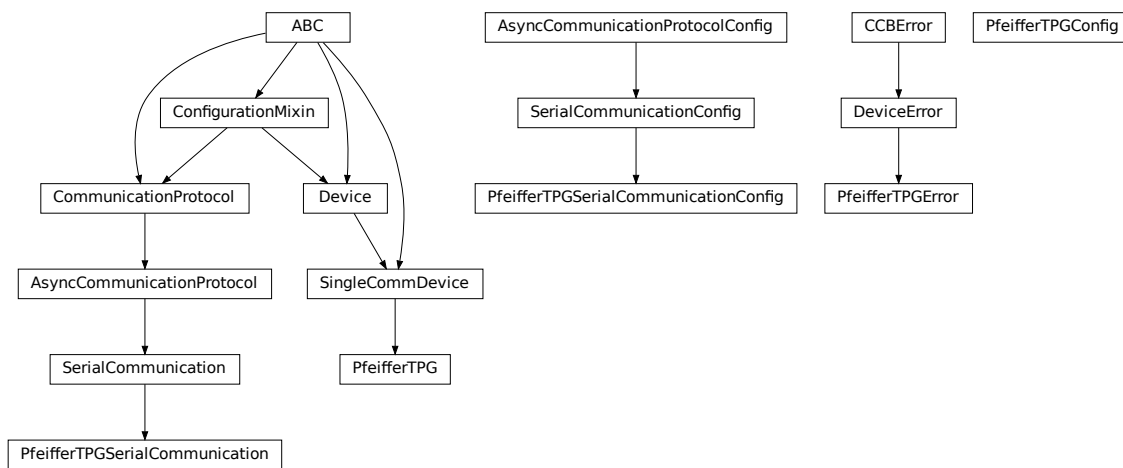 ABC
AsyncCommunicationProtocolConfig
CCBError
PfeifferTPGConfig
ConfigurationMixin
SerialCommunicationConfig
DeviceError
CommunicationProtocol
Device
PfeifferTPGSerialCommunicationConfig
PfeifferTPGError
AsyncCommunicationProtocol
SingleCommDevice
SerialCommunication
PfeifferTPG
PfeifferTPGSerialCommunication